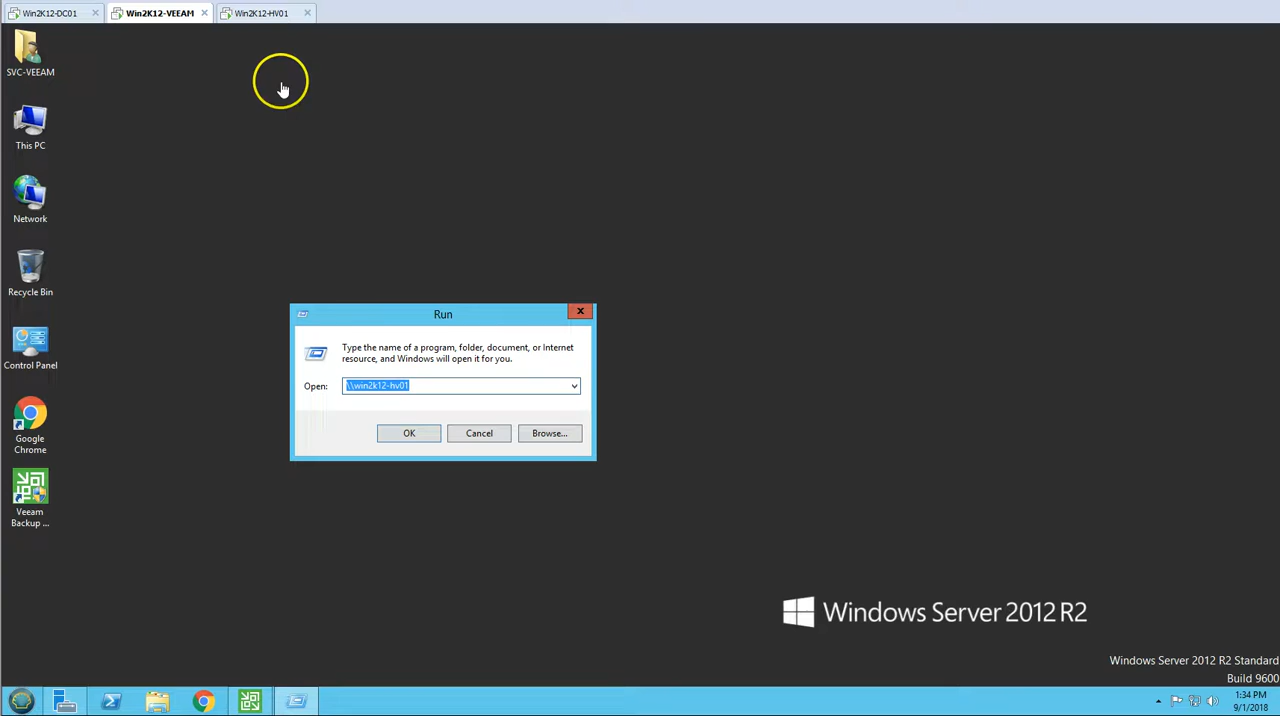 Win2K12-DC01
Win2K12-VEEAM
Win2K12-HV01
SVC-VEEAM
This PC
Network
Recycle Bin
Control Panel
Google
Chrome
Veeam
Backup ...
Run
Type the name of a program, folder, document, or Internet
resource, and Windows will open it for you.
Open:
\\win2k12-hv01
OK
Cancel
Browse...
Windows Server 2012 R2
Windows Server 2012 R2 Standard
Build 9600
1:34 PM
9/1/2018